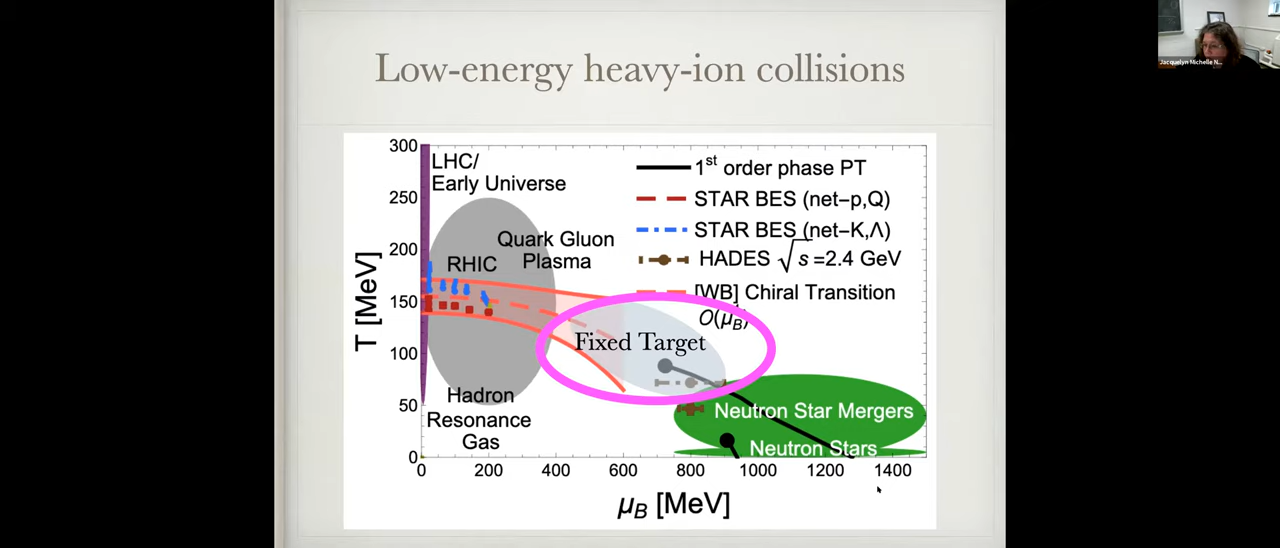 Jacquelyn Michelle N...
Low-energy heavy-ion collisions
300
250
200
150
100
50
0
T [MeV]
LHC/
Early Universe
RHIC
Quark Gluon
Plasma
Hadron
Resonance
Gas
1st order phase PT
STAR BES (net-p,Q)
STAR BES (net-K,Λ)
HADES √s =2.4 GeV
[WB] Chiral Transition
O(μB)
Fixed Target
Neutron Star Mergers
Neutron Stars
0 200 400 600 800 1000 1200 1400
μB [MeV]